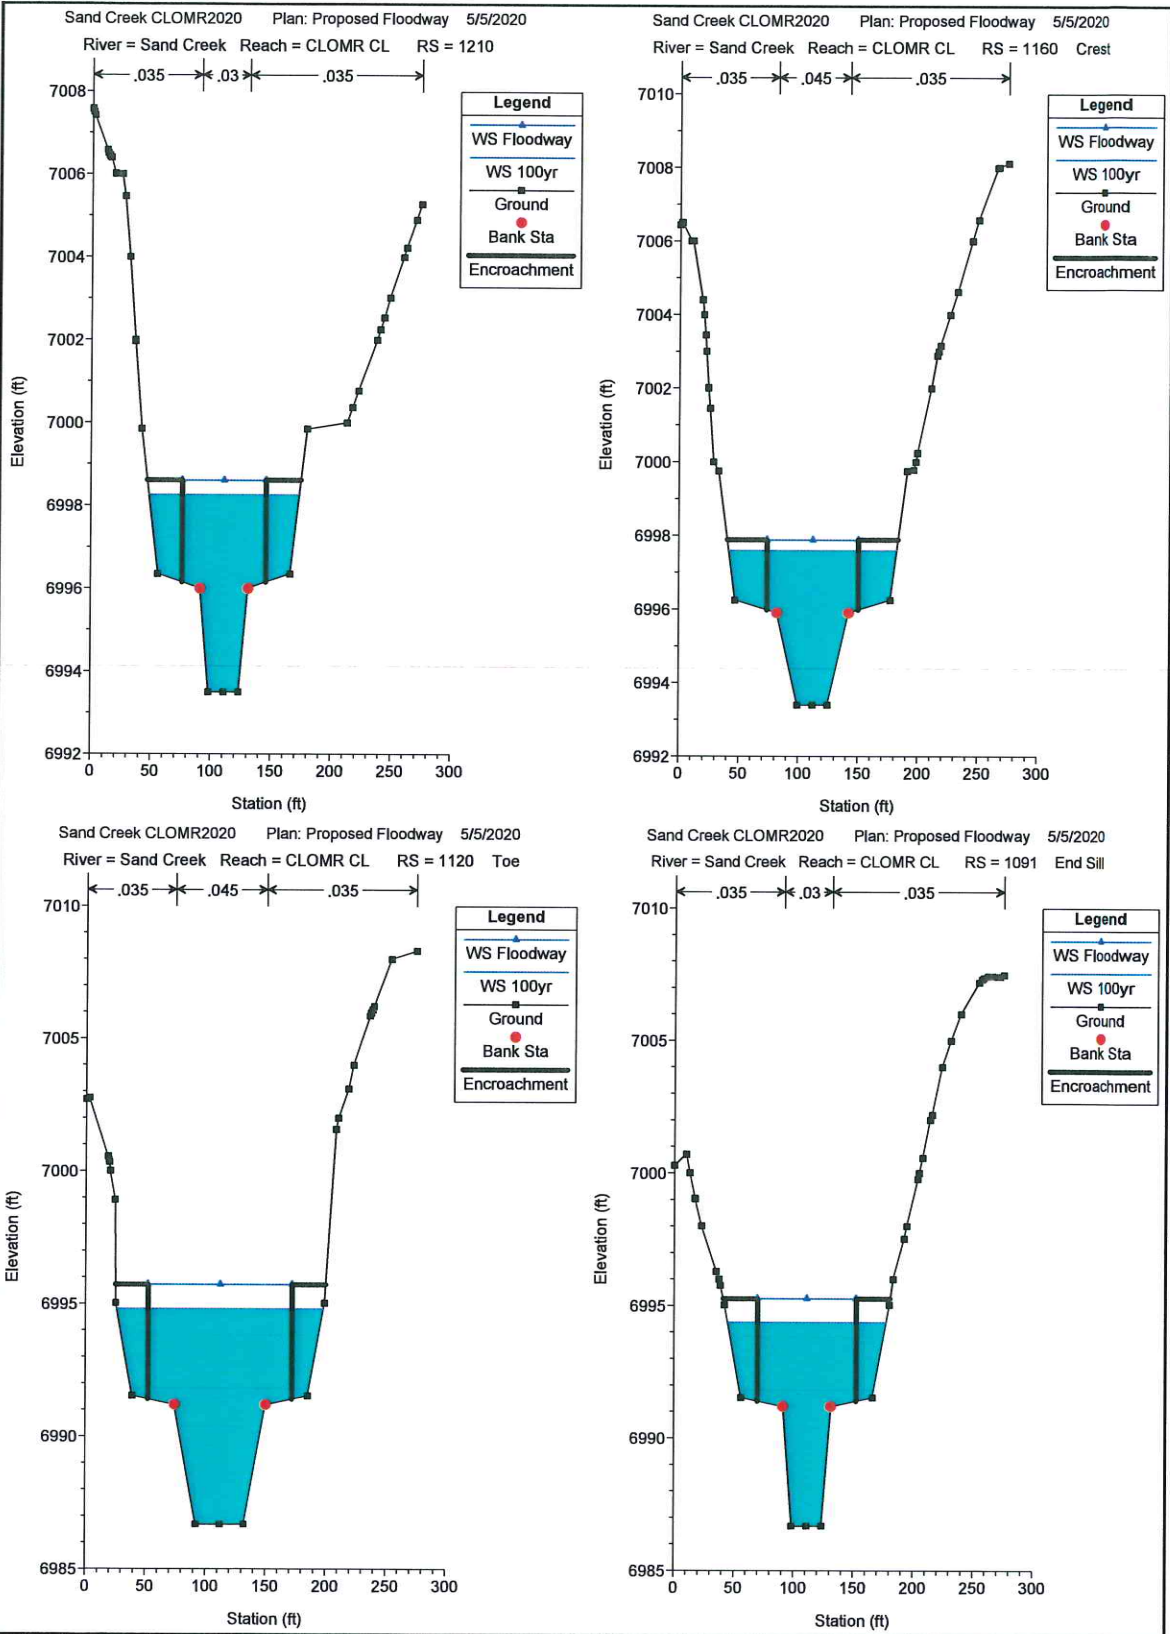 Sand Creek CLOMR2020 Plan: Proposed Floodway 5/5/2020
River = Sand Creek Reach = CLOMR CL RS = 1210
.035 .03 .035
Legend
WS Floodway
WS 100yr
Ground
Bank Sta
Encroachment
7008
7006
7004
7002
7000
6998
6996
6994
6992
Elevation (ft)
0 50 100 150 200 250 300
Station (ft)
Sand Creek CLOMR2020 Plan: Proposed Floodway 5/5/2020
River = Sand Creek Reach = CLOMR CL RS = 1160 Crest
.035 .045 .035
Legend
WS Floodway
WS 100yr
Ground
Bank Sta
Encroachment
7010
7008
7006
7004
7002
7000
6998
6996
6994
6992
Elevation (ft)
0 50 100 150 200 250 300
Station (ft)
Sand Creek CLOMR2020 Plan: Proposed Floodway 5/5/2020
River = Sand Creek Reach = CLOMR CL RS = 1120 Toe
.035 .045 .035
Legend
WS Floodway
WS 100yr
Ground
Bank Sta
Encroachment
7010
7005
7000
6995
6990
6985
Elevation (ft)
0 50 100 150 200 250 300
Station (ft)
Sand Creek CLOMR2020 Plan: Proposed Floodway 5/5/2020
River = Sand Creek Reach = CLOMR CL RS = 1091 End Sill
.035 .03 .035
Legend
WS Floodway
WS 100yr
Ground
Bank Sta
Encroachment
7010
7005
7000
6995
6990
6985
Elevation (ft)
0 50 100 150 200 250 300
Station (ft)